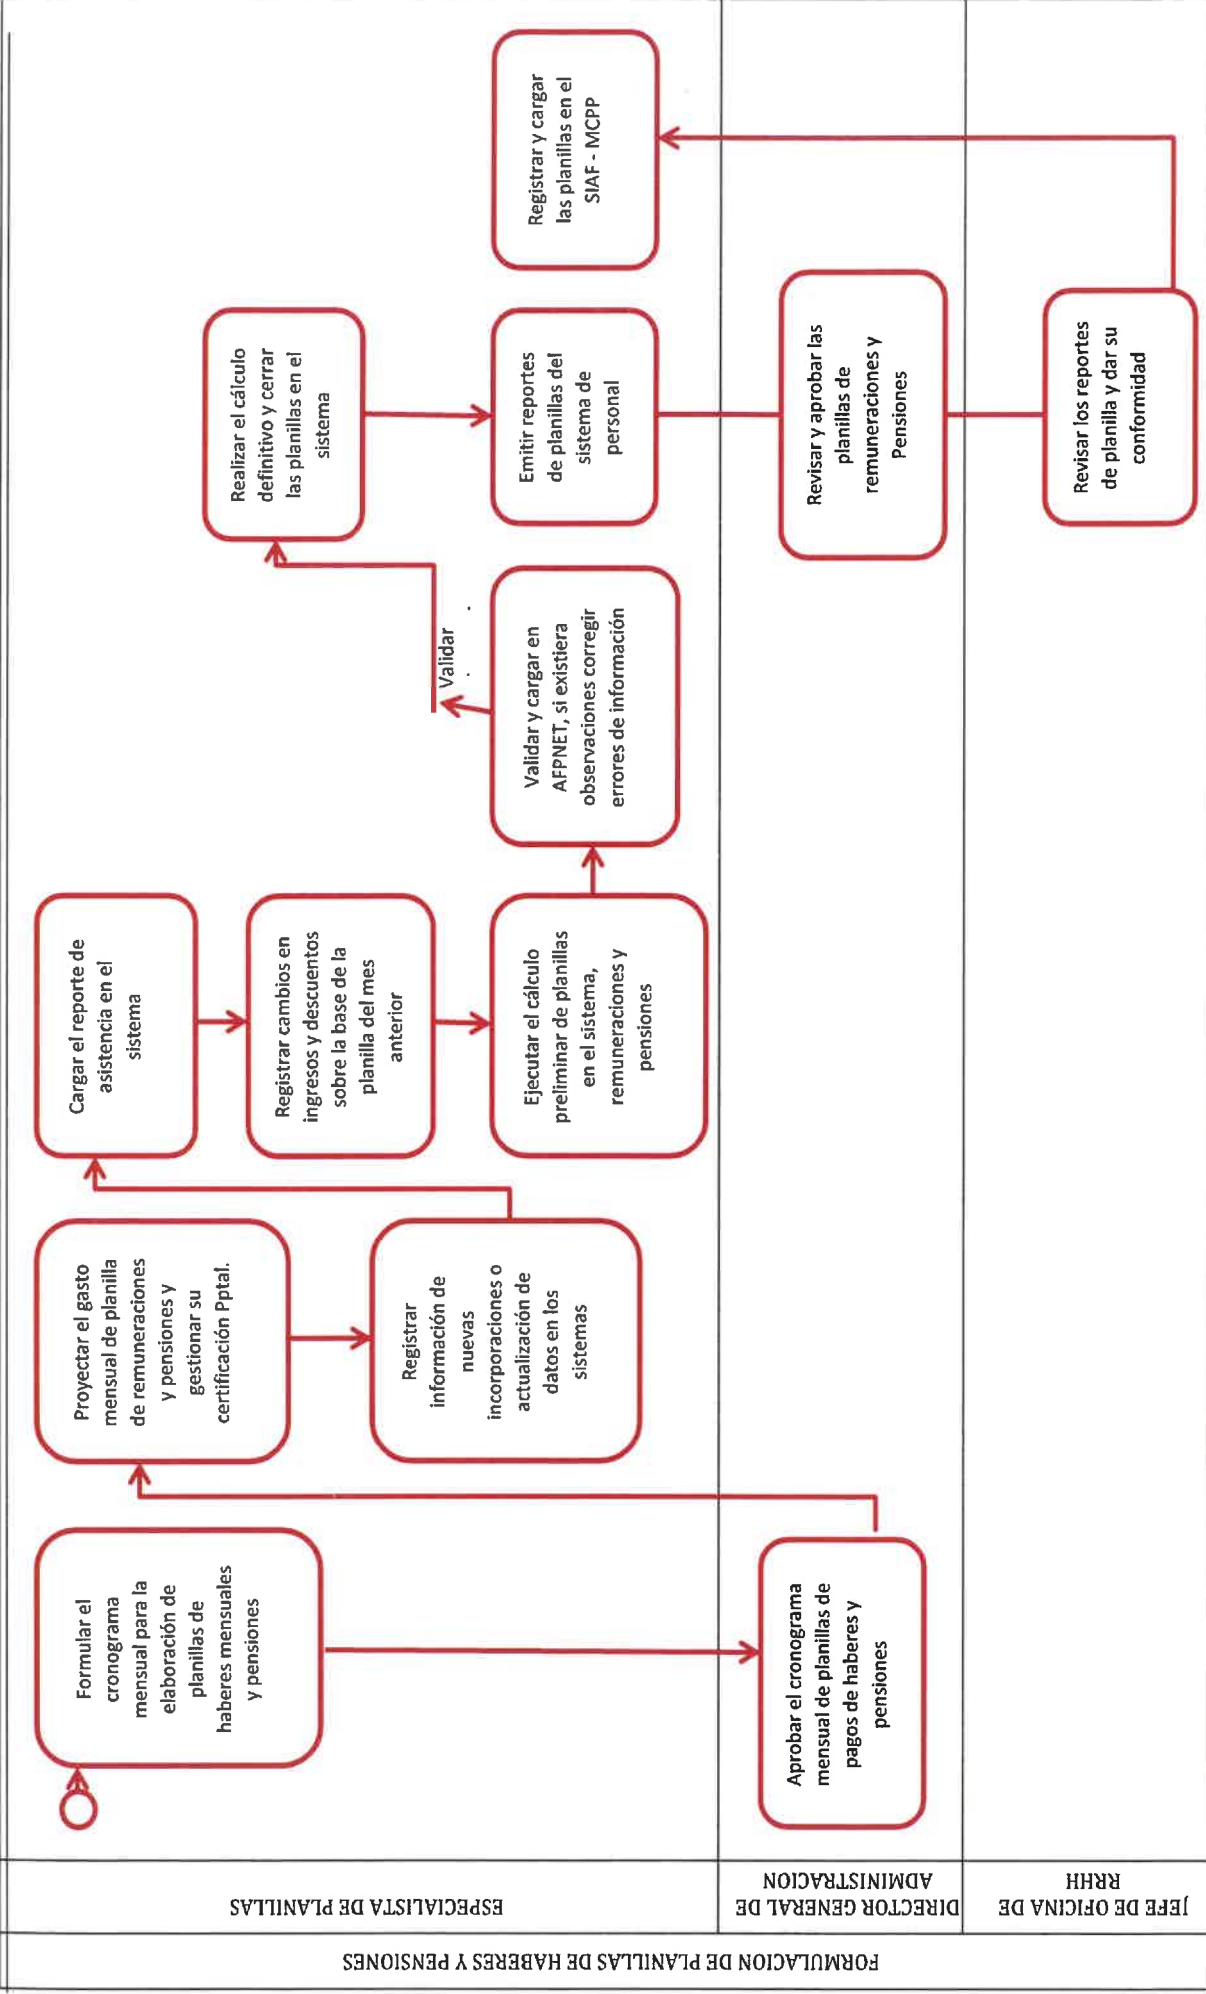 FORMULACION DE PLANILLAS DE HABERES Y PENSIONES
ESPECIALISTA DE PLANILLAS
DIRECTOR GENERAL DE
ADMINISTRACION
JEFE DE OFICINA DE
RRHH
Formular el
cronograma
mensual para la
elaboración de
planillas de
haberes mensuales
y pensiones
Aprobar el cronograma
mensual de planillas de
pagos de haberes y
pensiones
Proyectar el gasto
mensual de planilla
de remuneraciones
y pensiones y
gestionar su
certificación Pptal.
Registrar
información de
nuevas
incorporaciones o
actualización de
datos en los
sistemas
Cargar el reporte de
asistencia en el
sistema
Registrar cambios en
ingresos y descuentos
sobre la base de la
planilla del mes
anterior
Ejecutar el cálculo
preliminar de planillas
en el sistema,
remuneraciones y
pensiones
Validar y cargar en
AFPNET, si existiera
observaciones corregir
errores de información
Validar
Realizar el cálculo
definitivo y cerrar
las planillas en el
sistema
Emitir reportes
de planillas del
sistema de
personal
Revisar y aprobar las
planillas de
remuneraciones y
Pensiones
Revisar los reportes
de planilla y dar su
conformidad
Registrar y cargar
las planillas en el
SIAF - MCPP